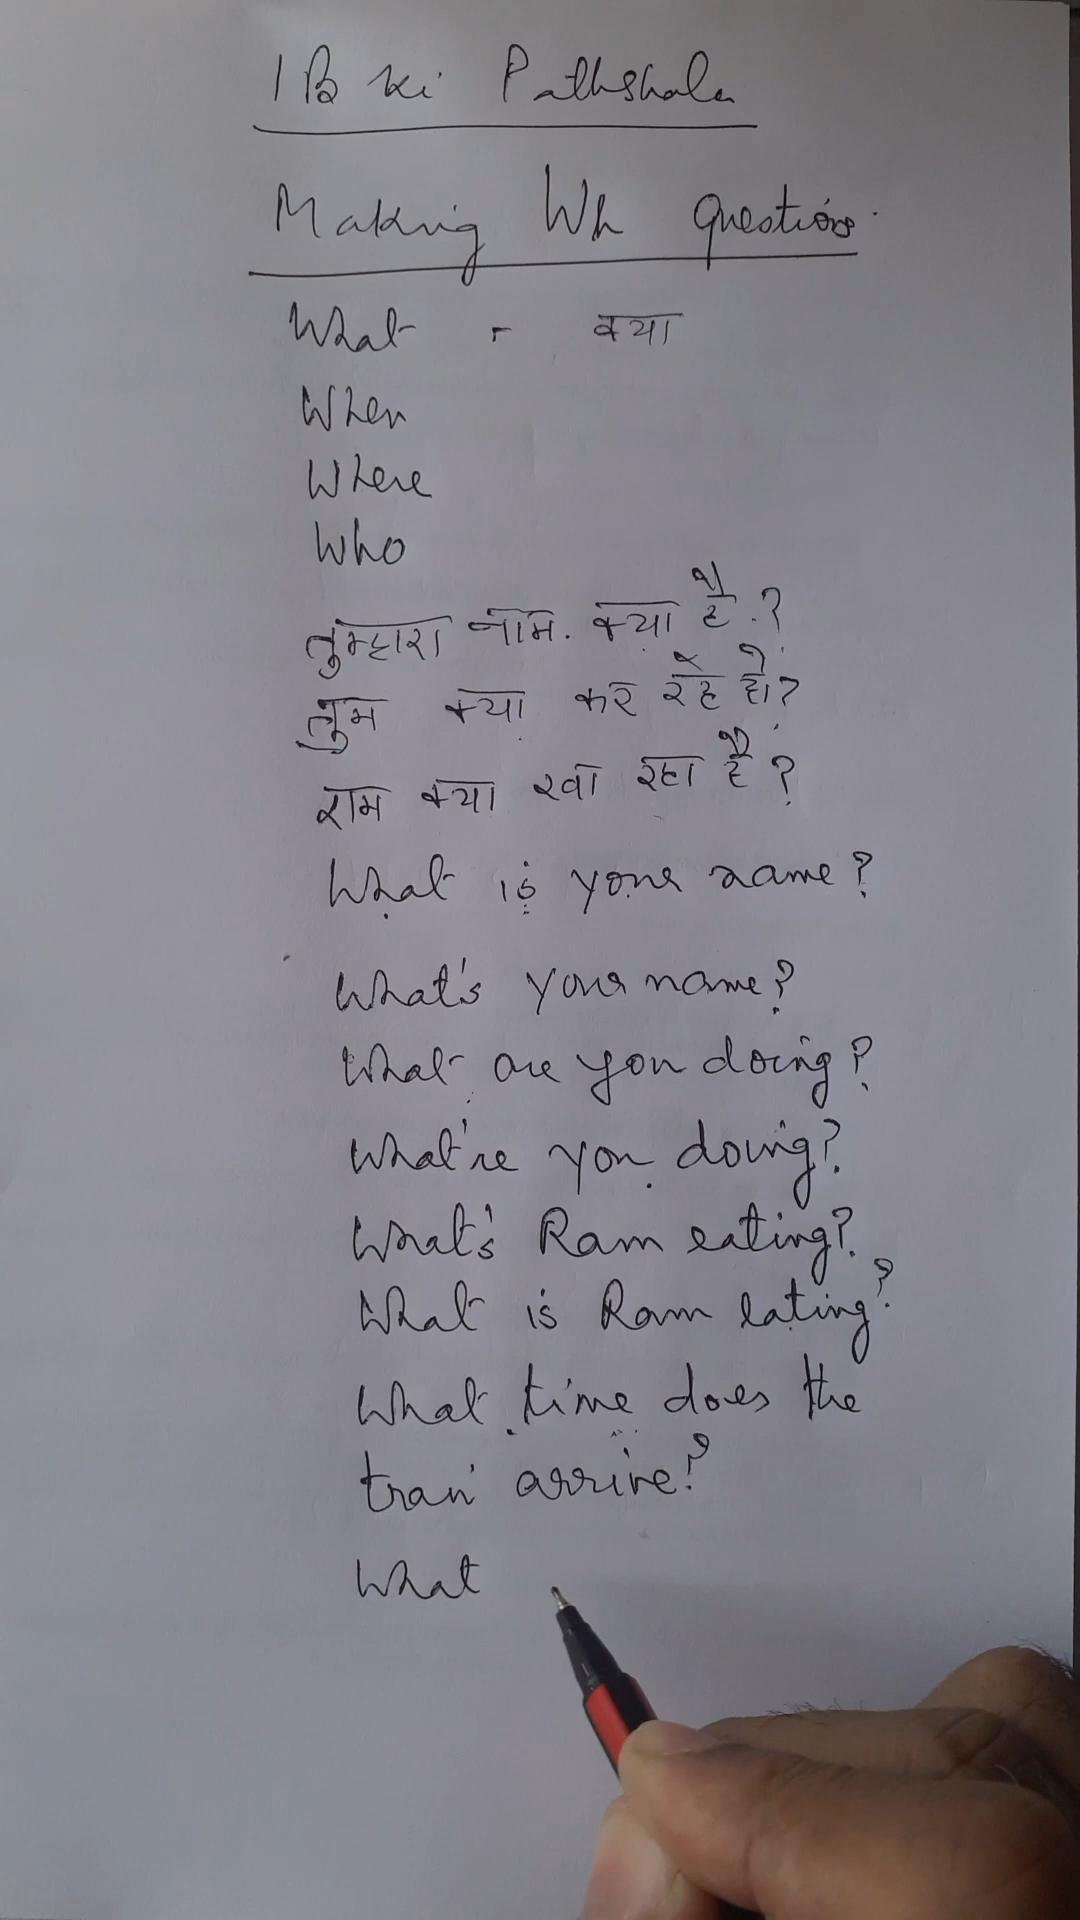 IB ki Pathshala
Making Wh Questions
What - क्या
When
Where
Who
तुम्हारा नाम क्या है ?
तुम क्या कर रहे हो?
राम क्या खा रहा है ?
What is your name?
What's your name?
What are you doing?
What're you doing?
What's Ram eating?
What is Ram eating?
What time does the
train arrive?
What